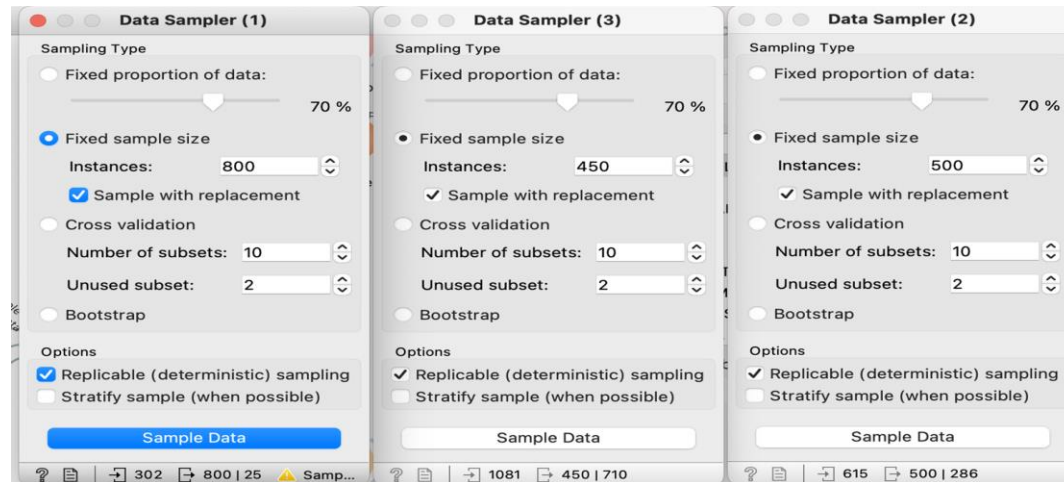 Data Sampler (1)
Sampling Type
Fixed proportion of data:
70 %
Fixed sample size
Instances: 800
Sample with replacement
Cross validation
Number of subsets: 10
Unused subset: 2
Bootstrap
Options
Replicable (deterministic) sampling
Stratify sample (when possible)
Sample Data
302 800 | 25 Samp...
Data Sampler (3)
Sampling Type
Fixed proportion of data:
70 %
Fixed sample size
Instances: 450
Sample with replacement
Cross validation
Number of subsets: 10
Unused subset: 2
Bootstrap
Options
Replicable (deterministic) sampling
Stratify sample (when possible)
Sample Data
1081 450 | 710
Data Sampler (2)
Sampling Type
Fixed proportion of data:
70 %
Fixed sample size
Instances: 500
Sample with replacement
Cross validation
Number of subsets: 10
Unused subset: 2
Bootstrap
Options
Replicable (deterministic) sampling
Stratify sample (when possible)
Sample Data
615 500 | 286